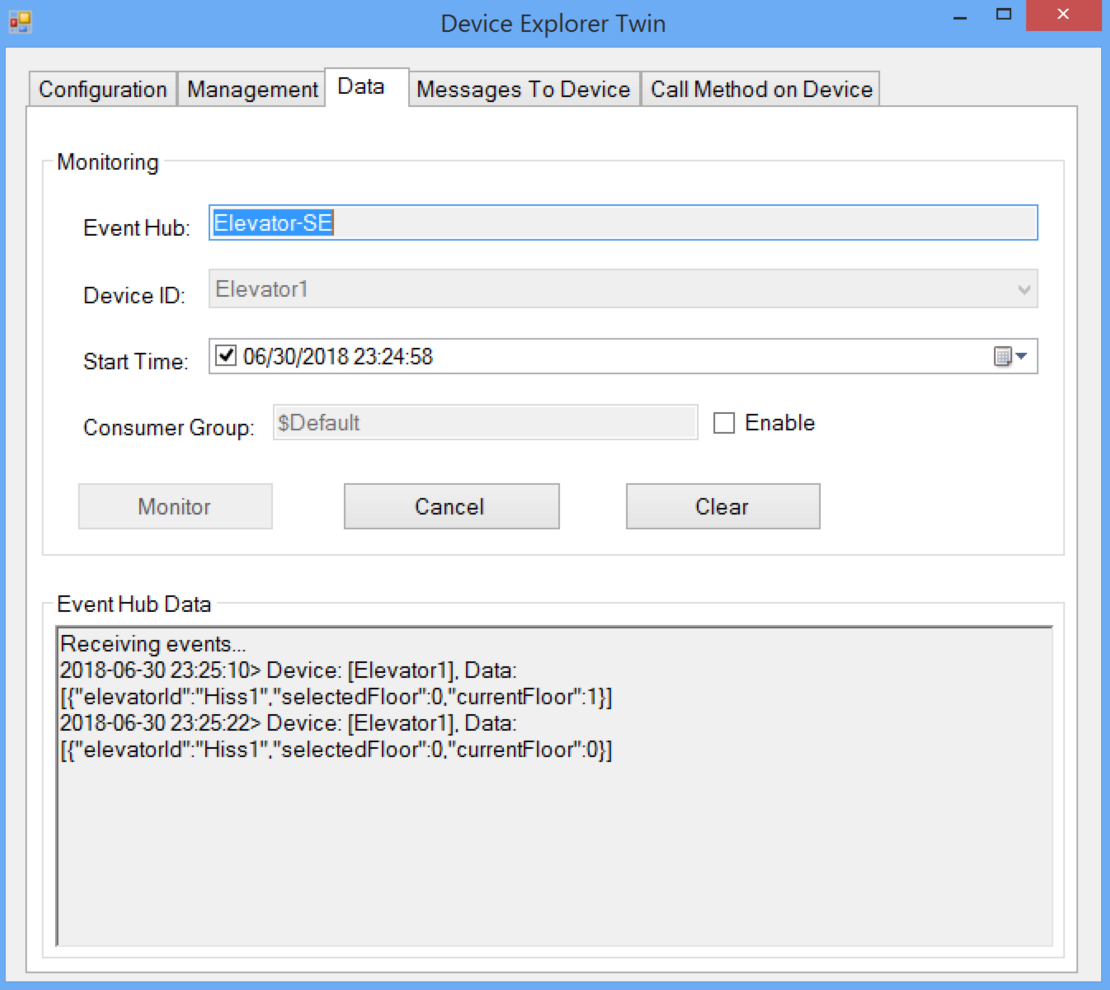 Device Explorer Twin
Configuration Management Data Messages To Device Call Method on Device
Monitoring
Event Hub: Elevator-SE
Device ID: Elevator1
Start Time: 06/30/2018 23:24:58
Consumer Group: $Default Enable
Monitor Cancel Clear
Event Hub Data
Receiving events...
2018-06-30 23:25:10> Device: [Elevator1], Data:
[{"elevatorId":"Hiss1","selectedFloor":0,"currentFloor":1}]
2018-06-30 23:25:22> Device: [Elevator1], Data:
[{"elevatorId":"Hiss1","selectedFloor":0,"currentFloor":0}]